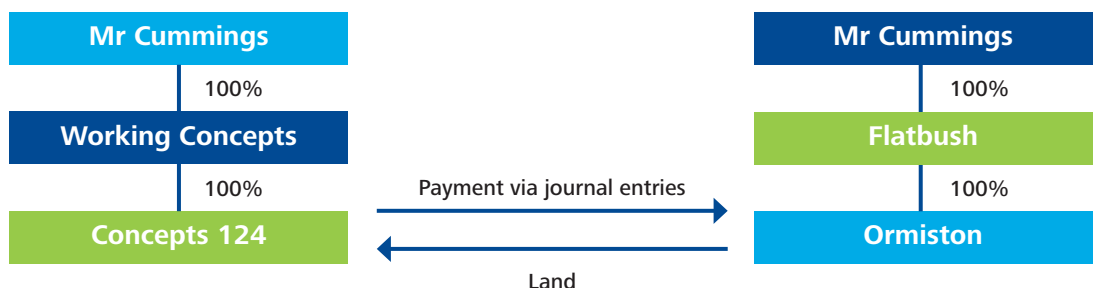 Mr Cummings
100%
Working Concepts
100%
Concepts 124
Payment via journal entries
Land
Mr Cummings
100%
Flatbush
100%
Ormiston